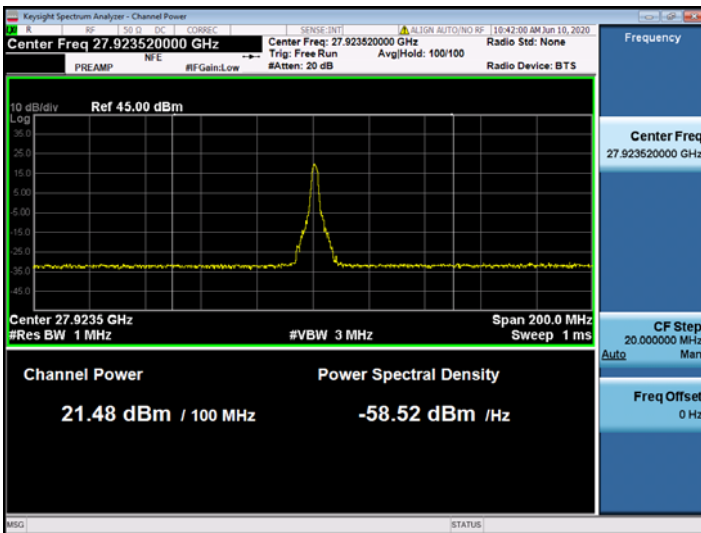 Keysight Spectrum Analyzer - Channel Power
R RF 50 Ω DC CORREC SENSE:INT ALIGN AUTO/NO RF 10:42:00 AM Jun 10, 2020
Center Freq 27.923520000 GHz
Center Freq: 27.923520000 GHz
Radio Std: None
Trig: Free Run Avg|Hold: 100/100
NFE
PREAMP #IFGain:Low #Atten: 20 dB Radio Device: BTS
Frequency
10 dB/div Ref 45.00 dBm
Log
35.0
25.0
15.0
5.00
-5.00
-15.0
-25.0
-35.0
-45.0
Center 27.9235 GHz Span 200.0 MHz
#Res BW 1 MHz #VBW 3 MHz Sweep 1 ms
Channel Power Power Spectral Density
21.48 dBm / 100 MHz -58.52 dBm /Hz
Center Freq
27.923520000 GHz
CF Step
20.000000 MHz
Auto Man
Freq Offset
0 Hz
MSG STATUS